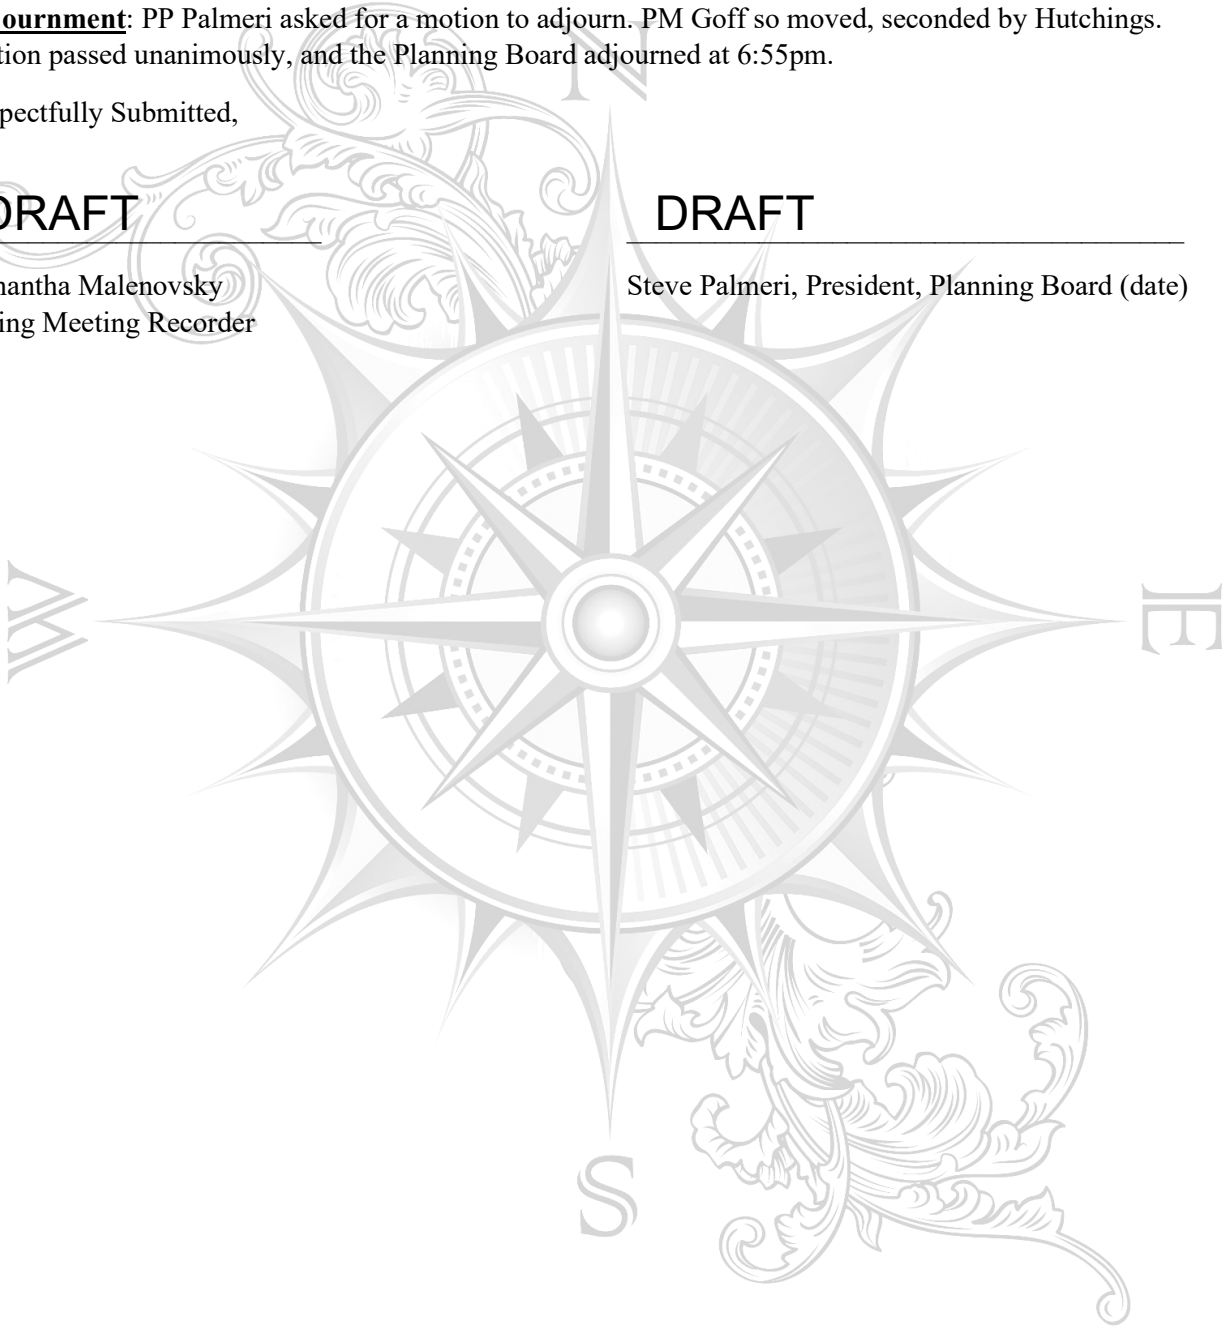 ournment: PP Palmeri asked for a motion to adjourn. PM Goff so moved, seconded by Hutchings.
tion passed unanimously, and the Planning Board adjourned at 6:55pm.
N
pectfully Submitted,
DRAFT DRAFT
nantha Malenovsky Steve Palmeri, President, Planning Board (date)
ing Meeting Recorder
W E
S